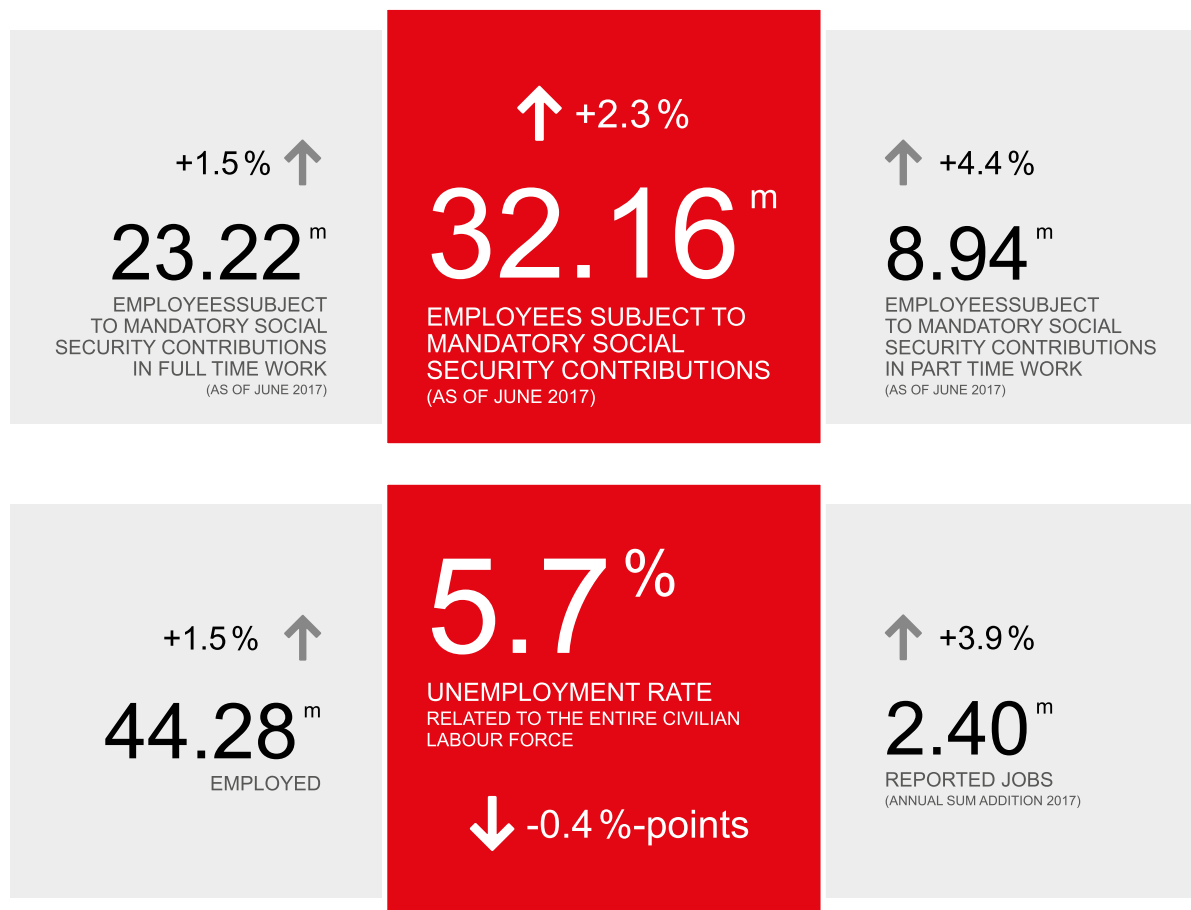 +1.5 %
23.22 m
EMPLOYEESSUBJECT
TO MANDATORY SOCIAL
SECURITY CONTRIBUTIONS
IN FULL TIME WORK
(AS OF JUNE 2017)
+2.3 %
32.16 m
EMPLOYEES SUBJECT TO
MANDATORY SOCIAL
SECURITY CONTRIBUTIONS
(AS OF JUNE 2017)
+4.4 %
8.94 m
EMPLOYEESSUBJECT
TO MANDATORY SOCIAL
SECURITY CONTRIBUTIONS
IN PART TIME WORK
(AS OF JUNE 2017)
+1.5 %
44.28 m
EMPLOYED
5.7 %
UNEMPLOYMENT RATE
RELATED TO THE ENTIRE CIVILIAN
LABOUR FORCE
-0.4 %-points
+3.9 %
2.40 m
REPORTED JOBS
(ANNUAL SUM ADDITION 2017)